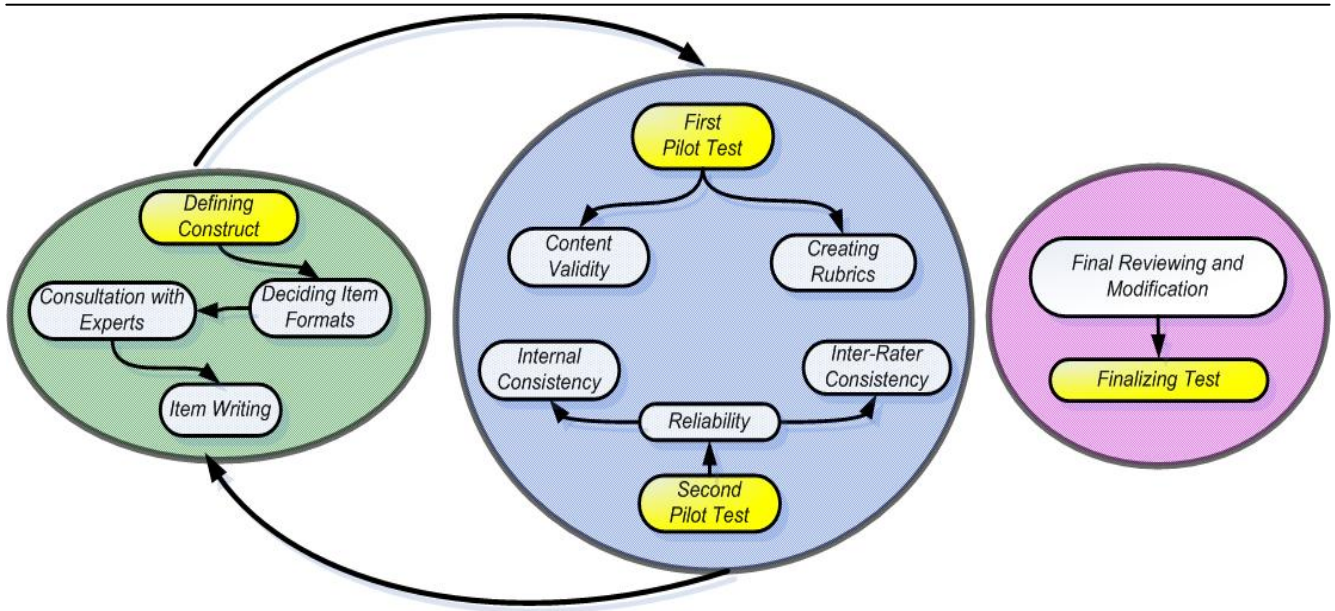 Defining
Construct
Deciding Item
Formats
Consultation with
Experts
Item Writing
First
Pilot Test
Content
Validity
Creating
Rubrics
Internal
Consistency
Inter-Rater
Consistency
Reliability
Second
Pilot Test
Final Reviewing and
Modification
Finalizing Test